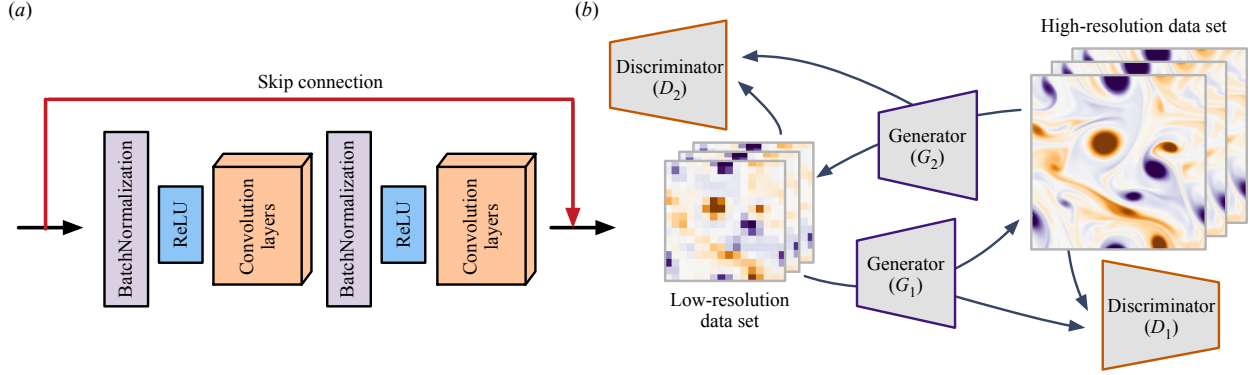 (a)
Skip connection
BatchNormalization
ReLU
Convolution
layers
BatchNormalization
ReLU
Convolution
layers
(b)
High-resolution data set
Discriminator
(D2)
Generator
(G2)
Generator
(G1)
Low-resolution
data set
Discriminator
(D1)